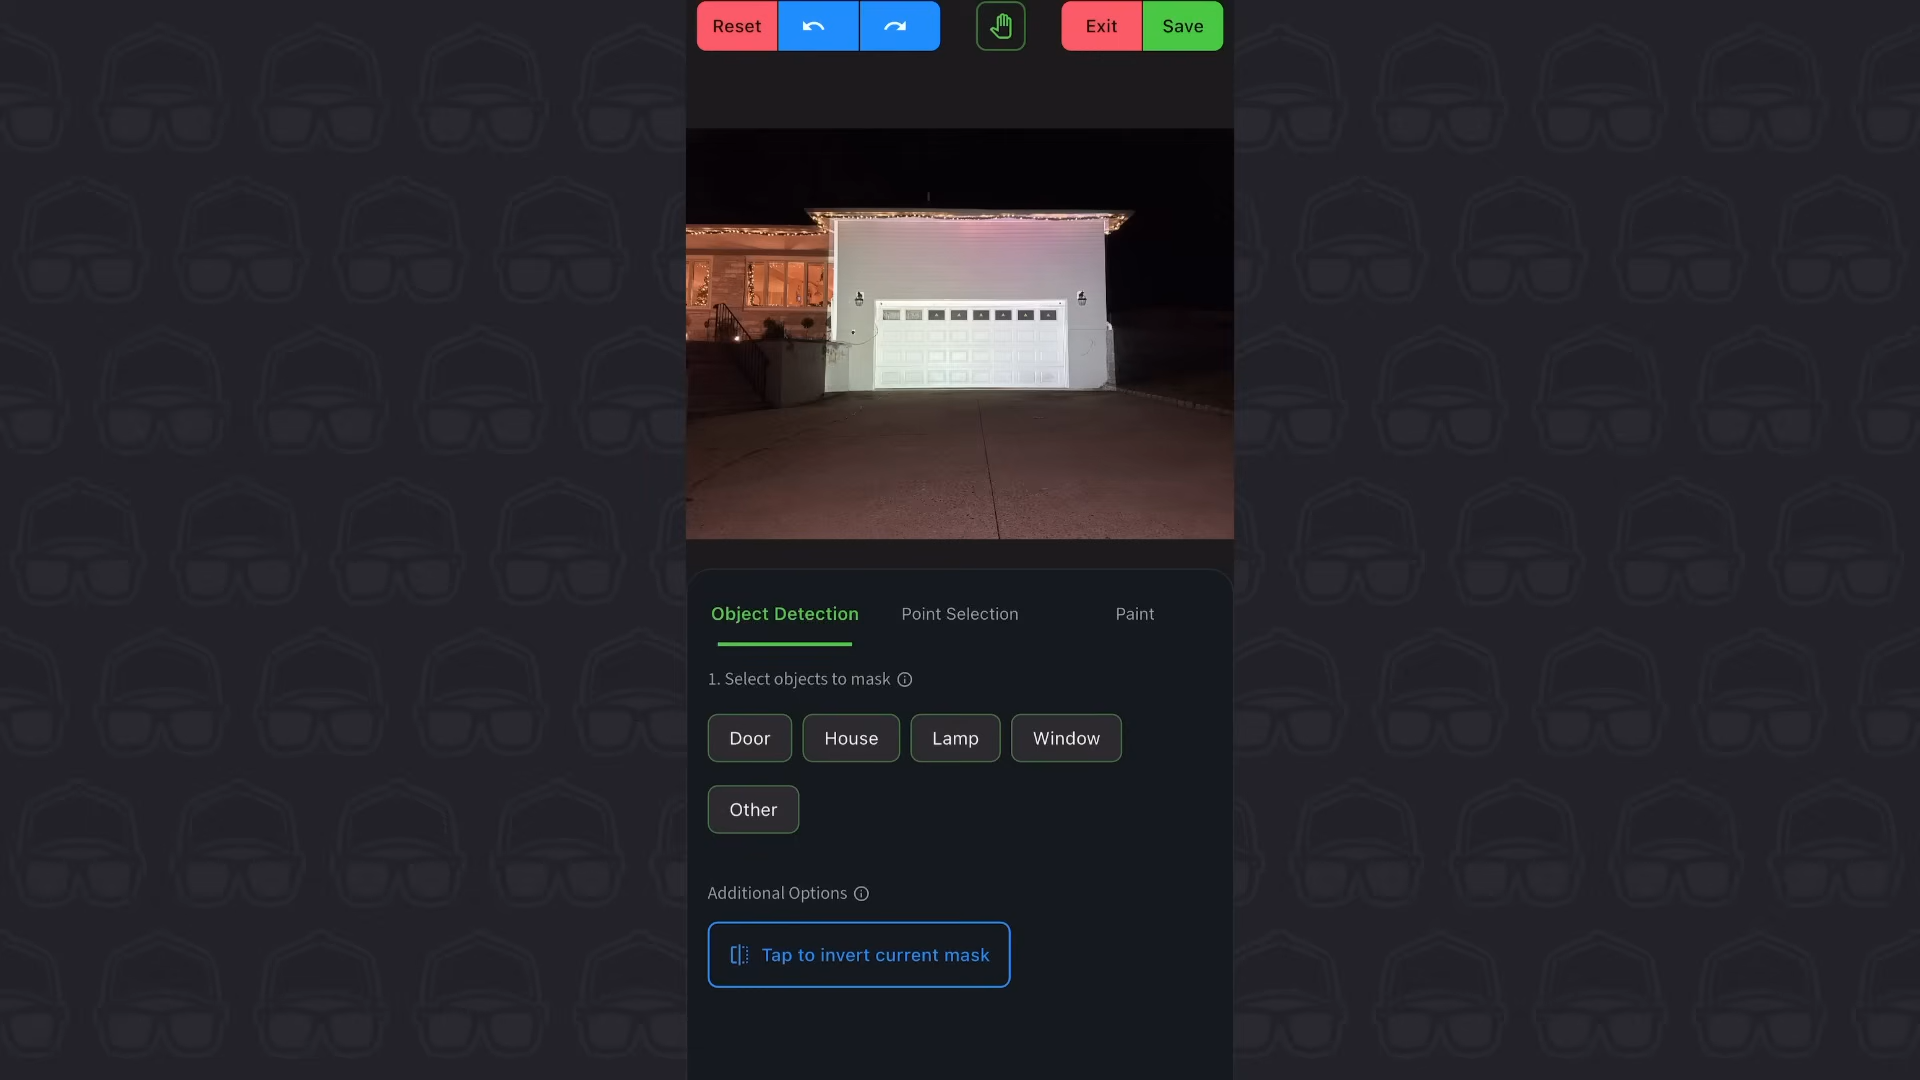 Reset
Exit
Save
Object Detection
Point Selection
Paint
1. Select objects to mask
Door
House
Lamp
Window
Other
Additional Options
Tap to invert current mask